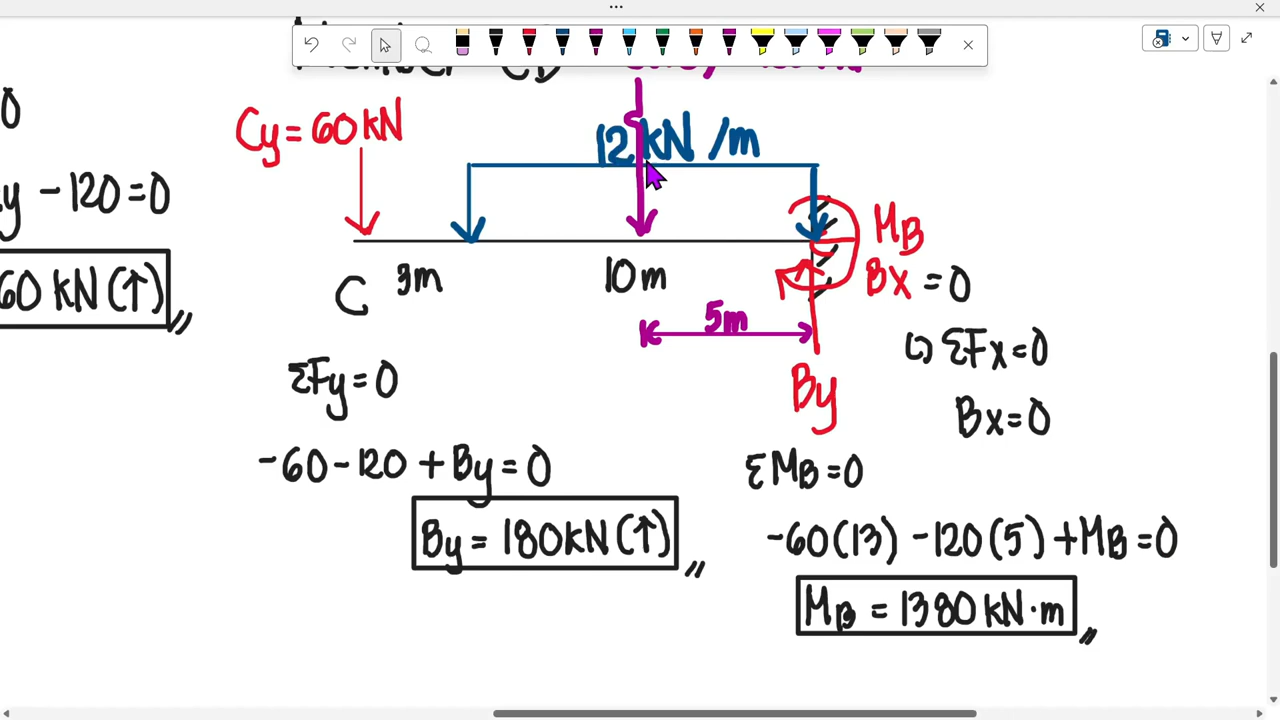 0
Cy = 60 kN
12 kN /m
y - 120 = 0
MB
60 kN (↑)
C 3m 10m
Bx = 0
5m
ΣFx = 0
ΣFy = 0
By
Bx = 0
-60 - 120 + By = 0
ΣMB = 0
By = 180 kN (↑)
-60(13) - 120(5) + MB = 0
MB = 1380 kN·m